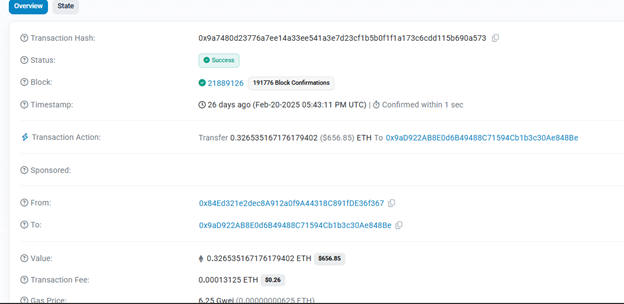 Overview State
Transaction Hash: 0x9a7480d23776a7ee14a33ee541a3e7d23cf1b5b0f1f1a173c6cdd115b690a573
Status: Success
Block: 21889126 191776 Block Confirmations
Timestamp: 26 days ago (Feb-20-2025 05:43:11 PM UTC) | Confirmed within 1 sec
Transaction Action: Transfer 0.326535167176179402 ($656.85) ETH To 0x9aD922AB8E0d6B49488C71594Cb1b3c30Ae848Be
Sponsored:
From: 0x84Ed321e2dec8A912a0f9A44318C891fDE36f367
To: 0x9aD922AB8E0d6B49488C71594Cb1b3c30Ae848Be
Value: 0.326535167176179402 ETH $656.85
Transaction Fee: 0.00013125 ETH $0.26
Gas Price: 6.25 Gwei (0.00000000625 ETH)